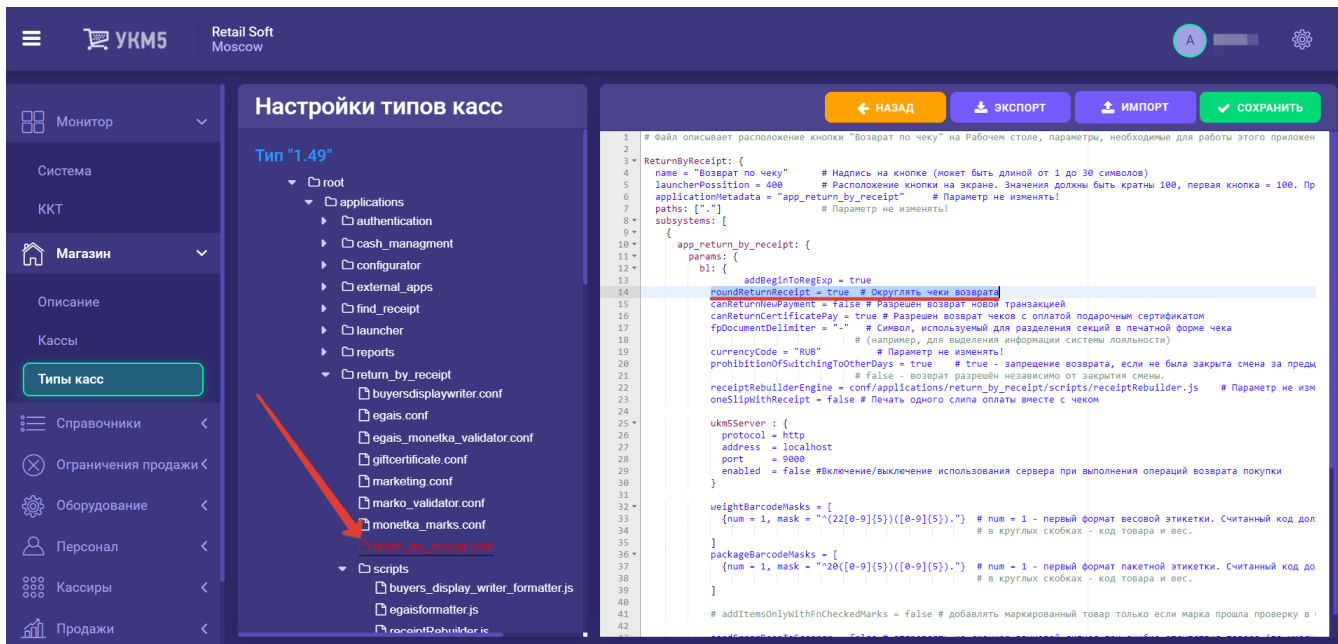 УКМ5
Retail Soft
Moscow
A
Монитор
Система
ККТ
Магазин
Описание
Кассы
Типы касс
Справочники
Ограничения продажи
Оборудование
Персонал
Кассиры
Продажи
Настройки типов касс
Тип "1.49"
root
applications
authentication
cash_managment
configurator
external_apps
find_receipt
launcher
reports
return_by_receipt
buyersdisplaywriter.conf
egais.conf
egais_monetka_validator.conf
giftcertificate.conf
marketing.conf
marko_validator.conf
monetka_marks.conf
return_by_receipt.conf
scripts
buyers_display_writer_formatter.js
egaisformatter.js
receiptRebuilder.js
НАЗАД
ЭКСПОРТ
ИМПОРТ
СОХРАНИТЬ
1 # Файл описывает расположение кнопки "Возврат по чеку" на Рабочем столе, параметры, необходимые для работы этого приложен
2
3 ReturnByReceipt: {
4 name = "Возврат по чеку" # Надпись на кнопке (может быть длиной от 1 до 30 символов)
5 launcherPossition = 400 # Расположение кнопки на экране. Значения должны быть кратны 100, первая кнопка = 100. Пр
6 applicationMetadata = "app_return_by_receipt" # Параметр не изменять!
7 paths: ["."] # Параметр не изменять!
8 subsystems: [
9 {
10 app_return_by_receipt: {
11 params: {
12 bl: {
13 addBeginToRegExp = true
14 roundReturnReceipt = true # Округлять чеки возврата
15 canReturnNewPayment = false # Разрешен возврат новой транзакцией
16 canReturnCertificatePay = true # Разрешен возврат чеков с оплатой подарочным сертификатом
17 fpDocumentDelimiter = "-" # Символ, используемый для разделения секций в печатной форме чека
18 # (например, для выделения информации системы лояльности)
19 currencyCode = "RUB" # Параметр не изменять!
20 prohibitionOfSwitchingToOtherDays = true # true - запрещение возврата, если не была закрыта смена за преды
21 # false - возврат разрешён независимо от закрытия смены.
22 receiptRebuilderEngine = conf/applications/return_by_receipt/scripts/receiptRebuilder.js # Параметр не изм
23 oneSlipWithReceipt = false # Печать одного слипа оплаты вместе с чеком
24
25 ukm5Server : {
26 protocol = http
27 address = localhost
28 port = 9000
29 enabled = false #Включение/выключение использования сервера при выполнения операций возврата покупки
30 }
31
32 weightBarcodeMasks = [
33 {num = 1, mask = "^(22[0-9]{5})([0-9]{5})."} # num = 1 - первый формат весовой этикетки. Считанный код дол
34 # в круглых скобках - код товара и вес.
35 ]
36 packageBarcodeMasks = [
37 {num = 1, mask = "^20([0-9]{5})([0-9]{5})."} # num = 1 - первый формат пакетной этикетки. Считанный код до
38 # в круглых скобках - код товара и вес.
39 ]
40
41 # addItemsOnlyWithFnCheckedMarks = false # добавлять маркированный товар только если марка прошла проверку в
42